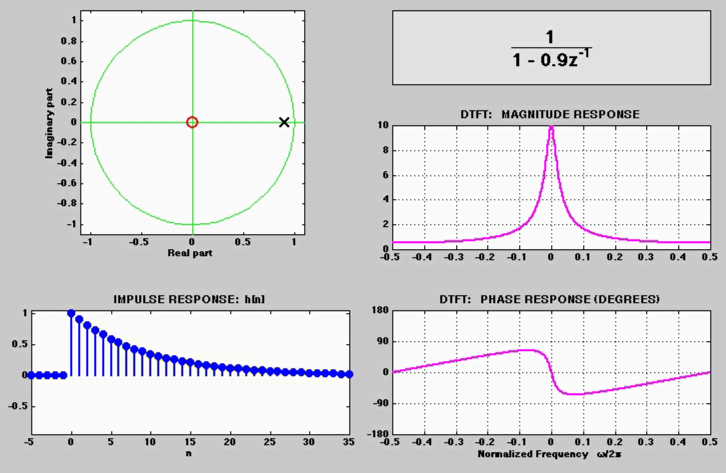 1
1 - 0.9z^-1
1
0.8
0.6
0.4
0.2
0
-0.2
-0.4
-0.6
-0.8
-1
Imaginary part
-1 -0.5 0 0.5 1
Real part
DTFT: MAGNITUDE RESPONSE
10
8
6
4
2
0
-0.5 -0.4 -0.3 -0.2 -0.1 0 0.1 0.2 0.3 0.4 0.5
IMPULSE RESPONSE: h[n]
1
0.5
0
-0.5
-5 0 5 10 15 20 25 30 35
n
DTFT: PHASE RESPONSE (DEGREES)
180
90
0
-90
-180
-0.5 -0.4 -0.3 -0.2 -0.1 0 0.1 0.2 0.3 0.4 0.5
Normalized Frequency ω/2π